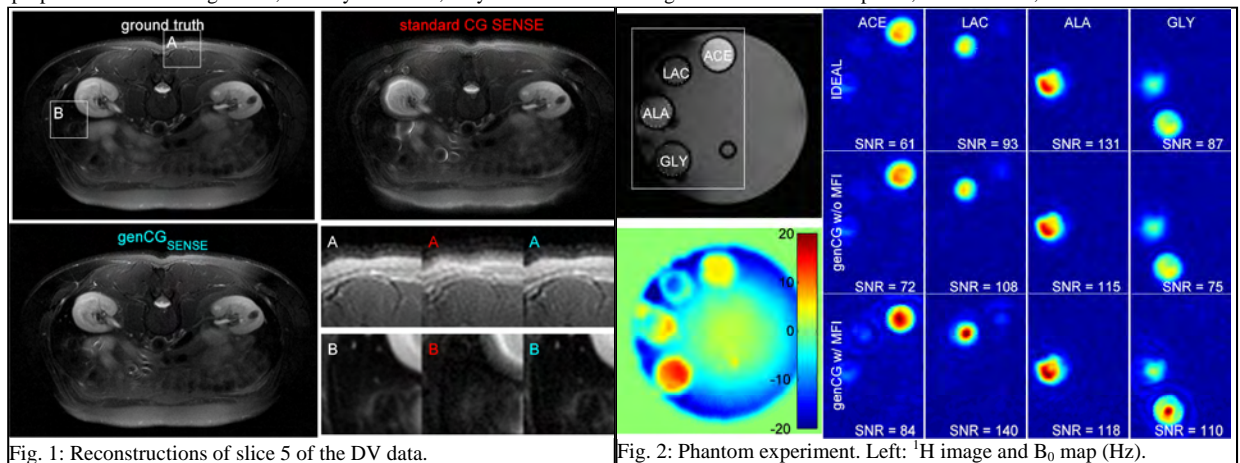 ground truth
A
B
standard CG SENSE
genCG SENSE
A A A
B B B
Fig. 1: Reconstructions of slice 5 of the DV data.
ACE
LAC
ALA
GLY
20
10
0
-10
-20
ACE LAC ALA GLY
IDEAL
SNR = 61 SNR = 93 SNR = 131 SNR = 87
genCG w/o MFI
SNR = 72 SNR = 108 SNR = 115 SNR = 75
genCG w/ MFI
SNR = 84 SNR = 140 SNR = 118 SNR = 110
Fig. 2: Phantom experiment. Left: ¹H image and B₀ map (Hz).